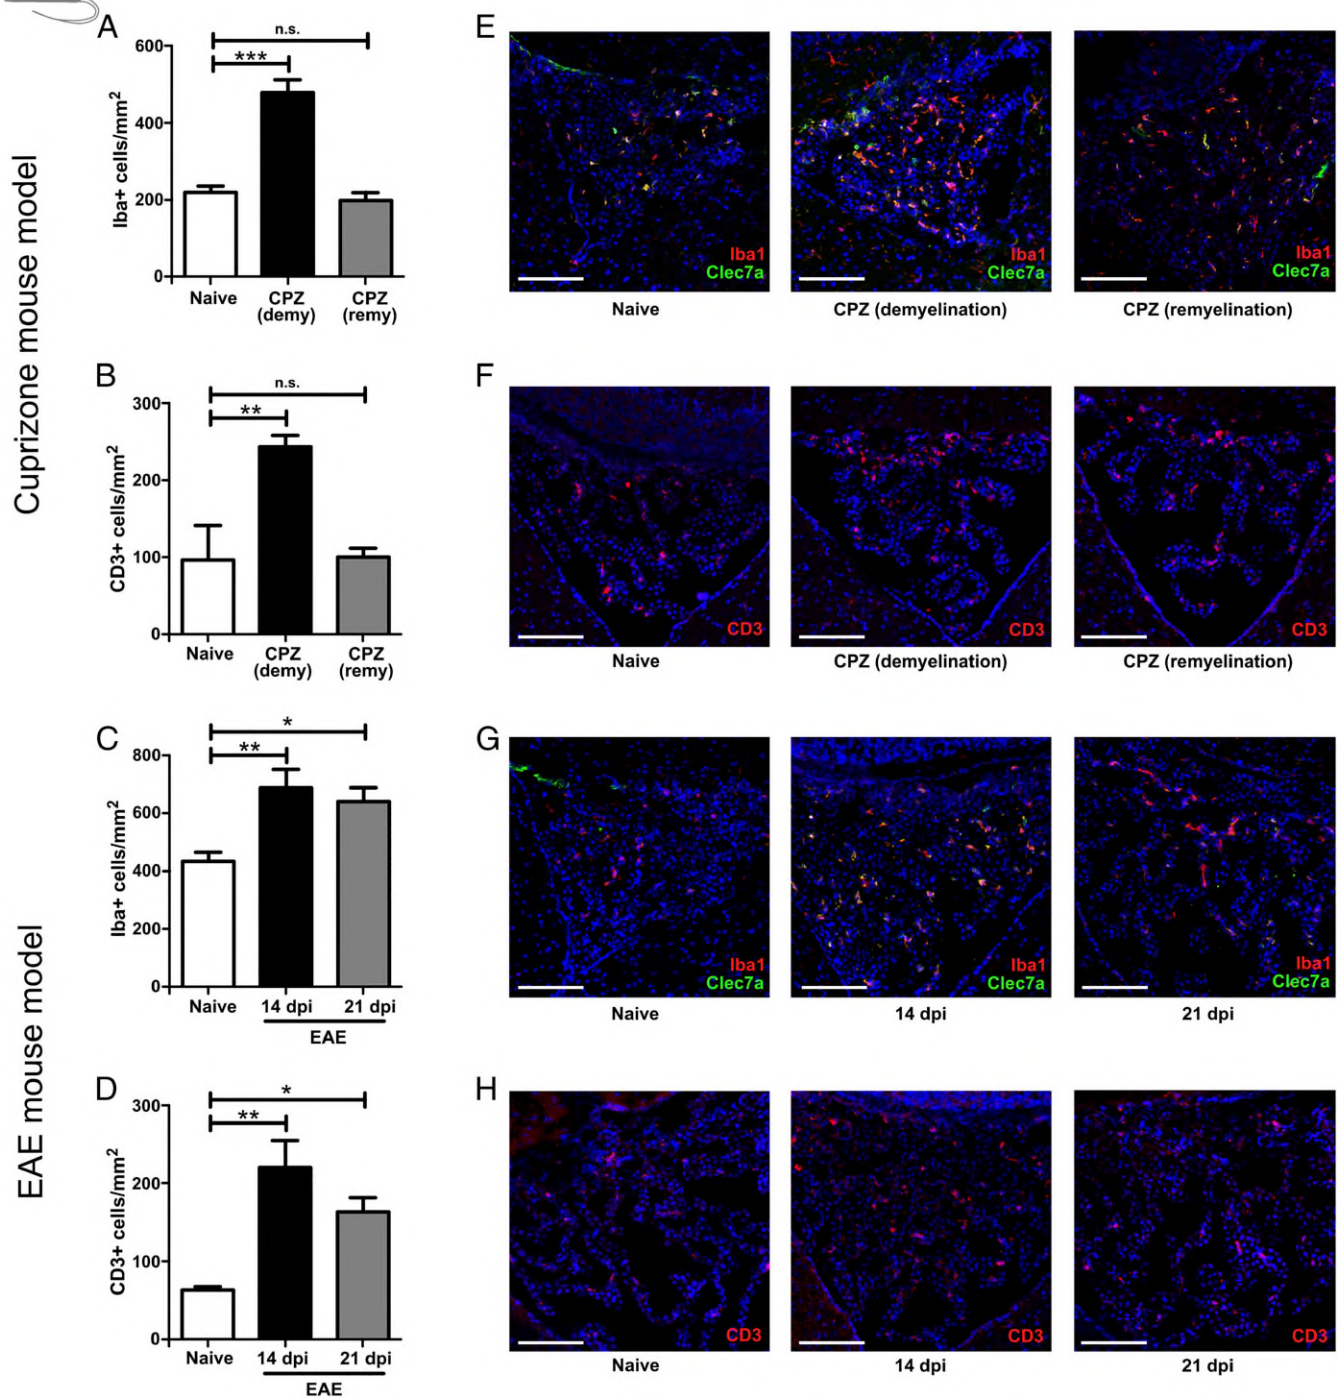 Cuprizone mouse model
EAE mouse model
A
n.s.
***
600
400
200
0
Iba+ cells/mm2
Naive
CPZ
(demy)
CPZ
(remy)
E
Iba1
Clec7a
Naive
Iba1
Clec7a
CPZ (demyelination)
Iba1
Clec7a
CPZ (remyelination)
B
n.s.
**
300
200
100
0
CD3+ cells/mm2
Naive
CPZ
(demy)
CPZ
(remy)
F
CD3
Naive
CPZ (demyelination)
CD3
CPZ (remyelination)
C
*
**
800
600
400
200
0
Iba+ cells/mm2
Naive
14 dpi
21 dpi
EAE
G
Iba1
Clec7a
Naive
Iba1
Clec7a
14 dpi
Iba1
Clec7a
21 dpi
D
*
**
300
200
100
0
CD3+ cells/mm2
Naive
14 dpi
21 dpi
EAE
H
CD3
Naive
CD3
14 dpi
CD3
21 dpi